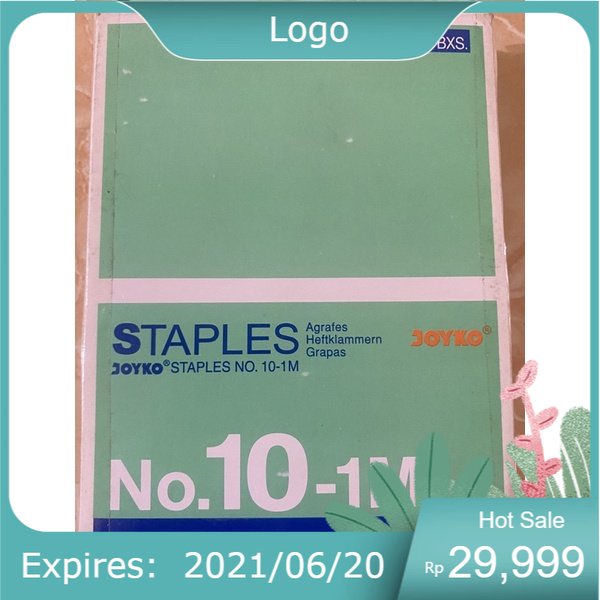 Logo
BXS.
STAPLES
Agrafes
Heftklammern
Grapas
JOYKO®
JOYKO® STAPLES NO. 10-1M
No.10-1M
Hot Sale
Expires: 2021/06/20
Rp 29,999